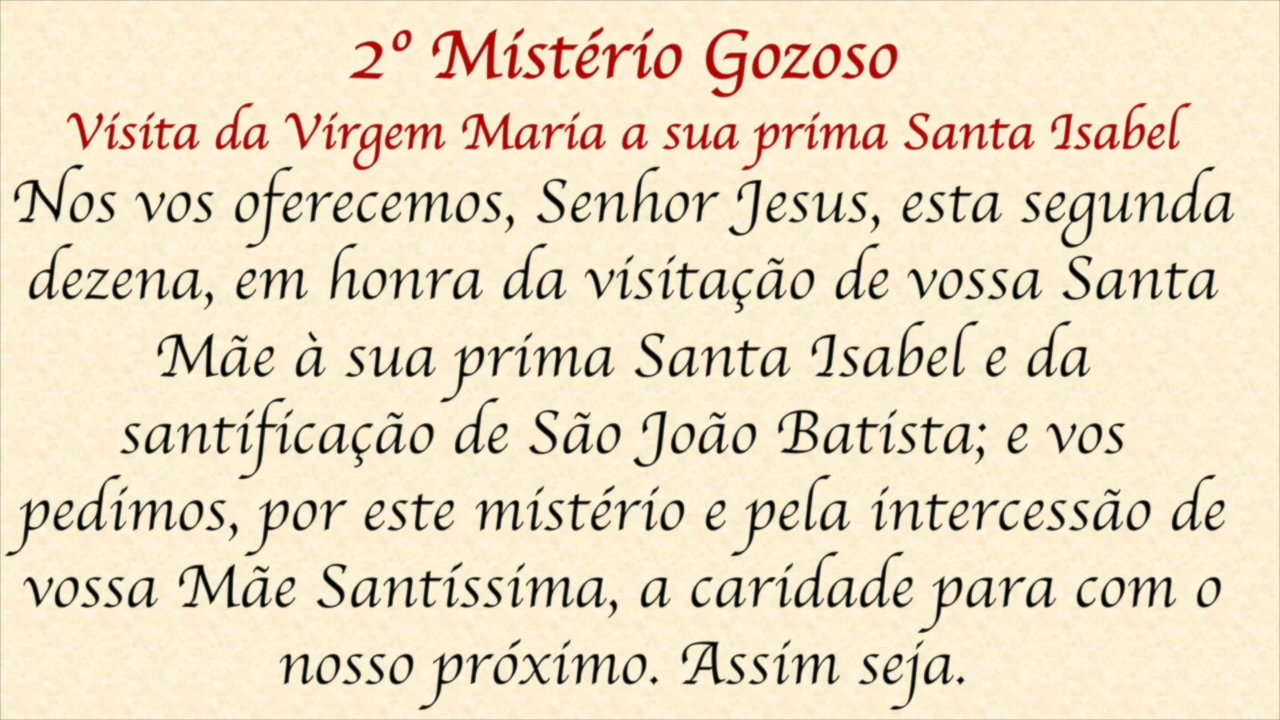 2º Mistério Gozoso
Visita da Virgem Maria a sua prima Santa Isabel
Nos vos oferecemos, Senhor Jesus, esta segunda
dezena, em honra da visitação de vossa Santa
Mãe à sua prima Santa Isabel e da
santificação de São João Batista; e vos
pedimos, por este mistério e pela intercessão de
vossa Mãe Santíssima, a caridade para com o
nosso próximo. Assim seja.